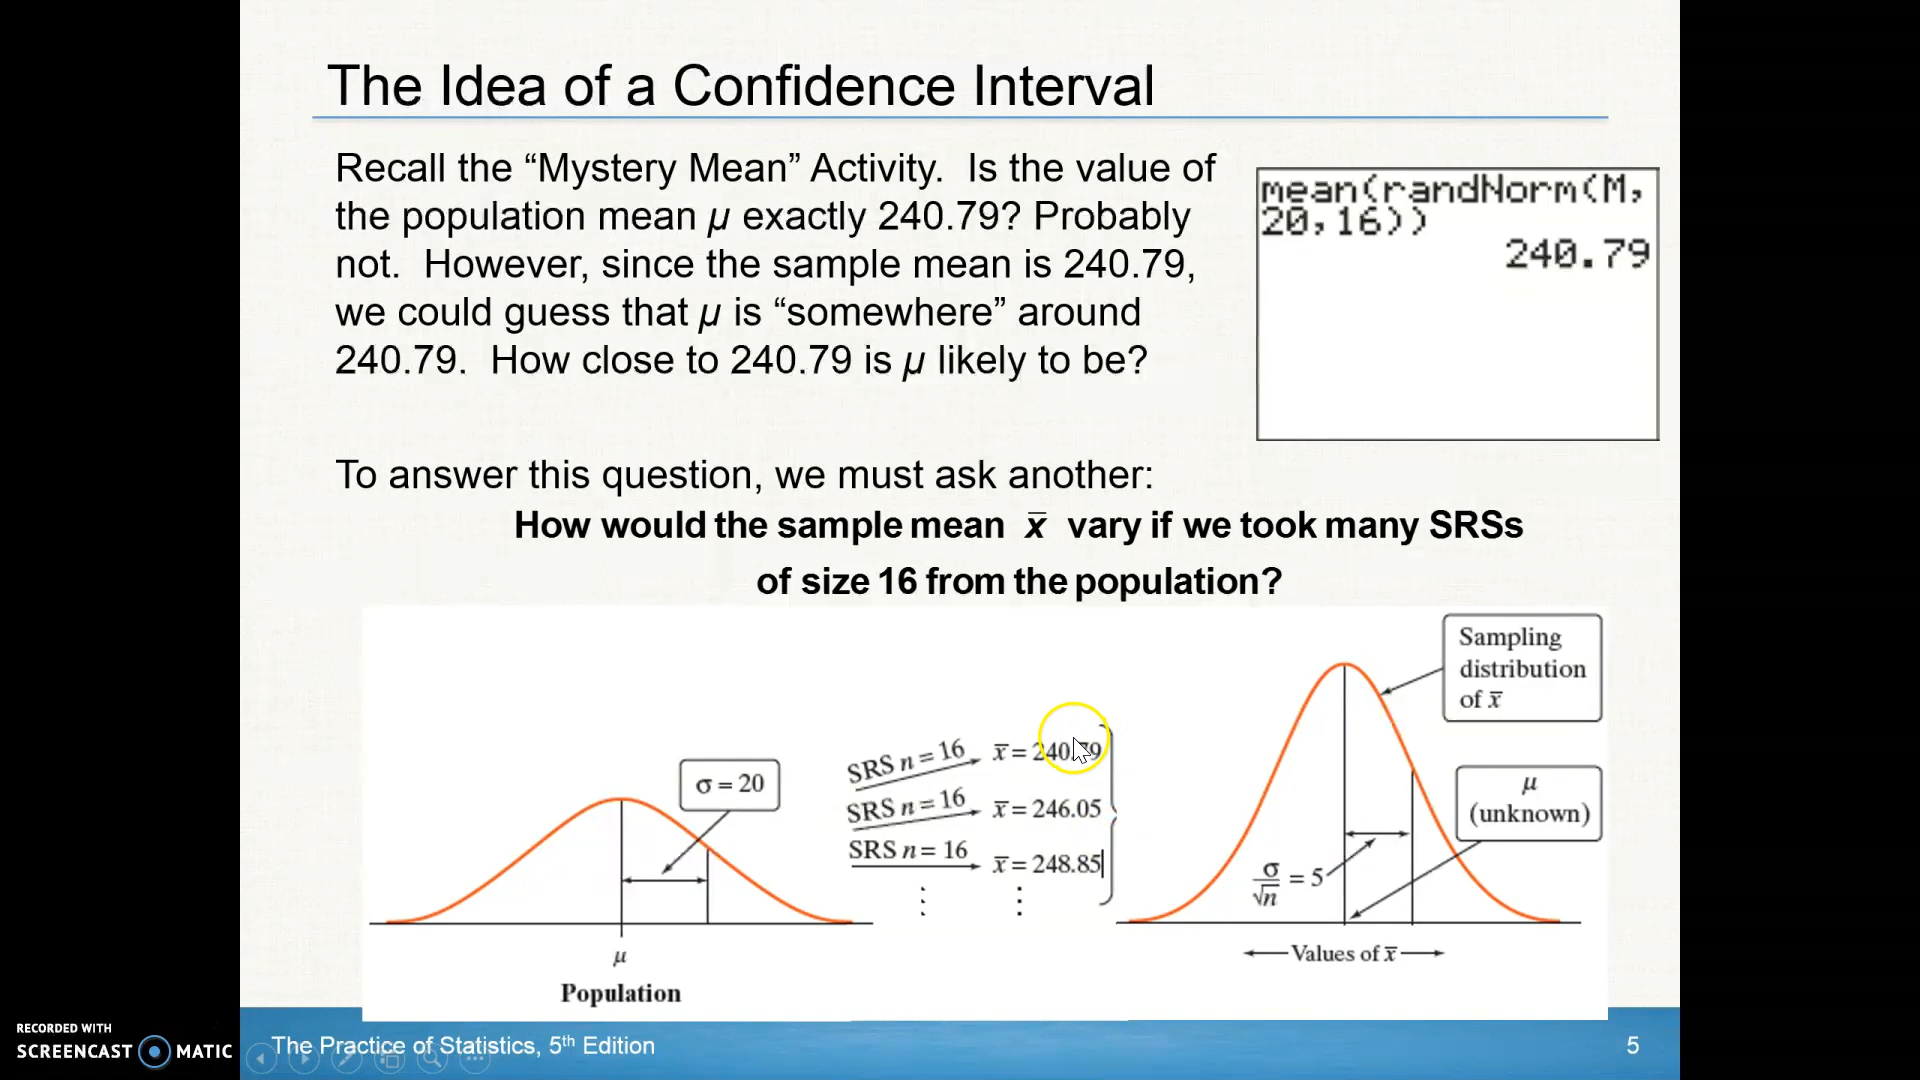 The Idea of a Confidence Interval
Recall the “Mystery Mean” Activity.  Is the value of
the population mean μ exactly 240.79? Probably
not.  However, since the sample mean is 240.79,
we could guess that μ is “somewhere” around
240.79.  How close to 240.79 is μ likely to be?
mean(randNorm(M,
20,16))
240.79
To answer this question, we must ask another:
How would the sample mean x̅ vary if we took many SRSs
of size 16 from the population?
σ = 20
μ
Population
SRS n = 16 x̅ = 240.79
SRS n = 16 x̅ = 246.05
SRS n = 16 x̅ = 248.85
Sampling
distribution
of x̅
μ
(unknown)
σ/√n = 5
Values of x̅
RECORDED WITH
SCREENCAST MATIC
The Practice of Statistics, 5th Edition
5